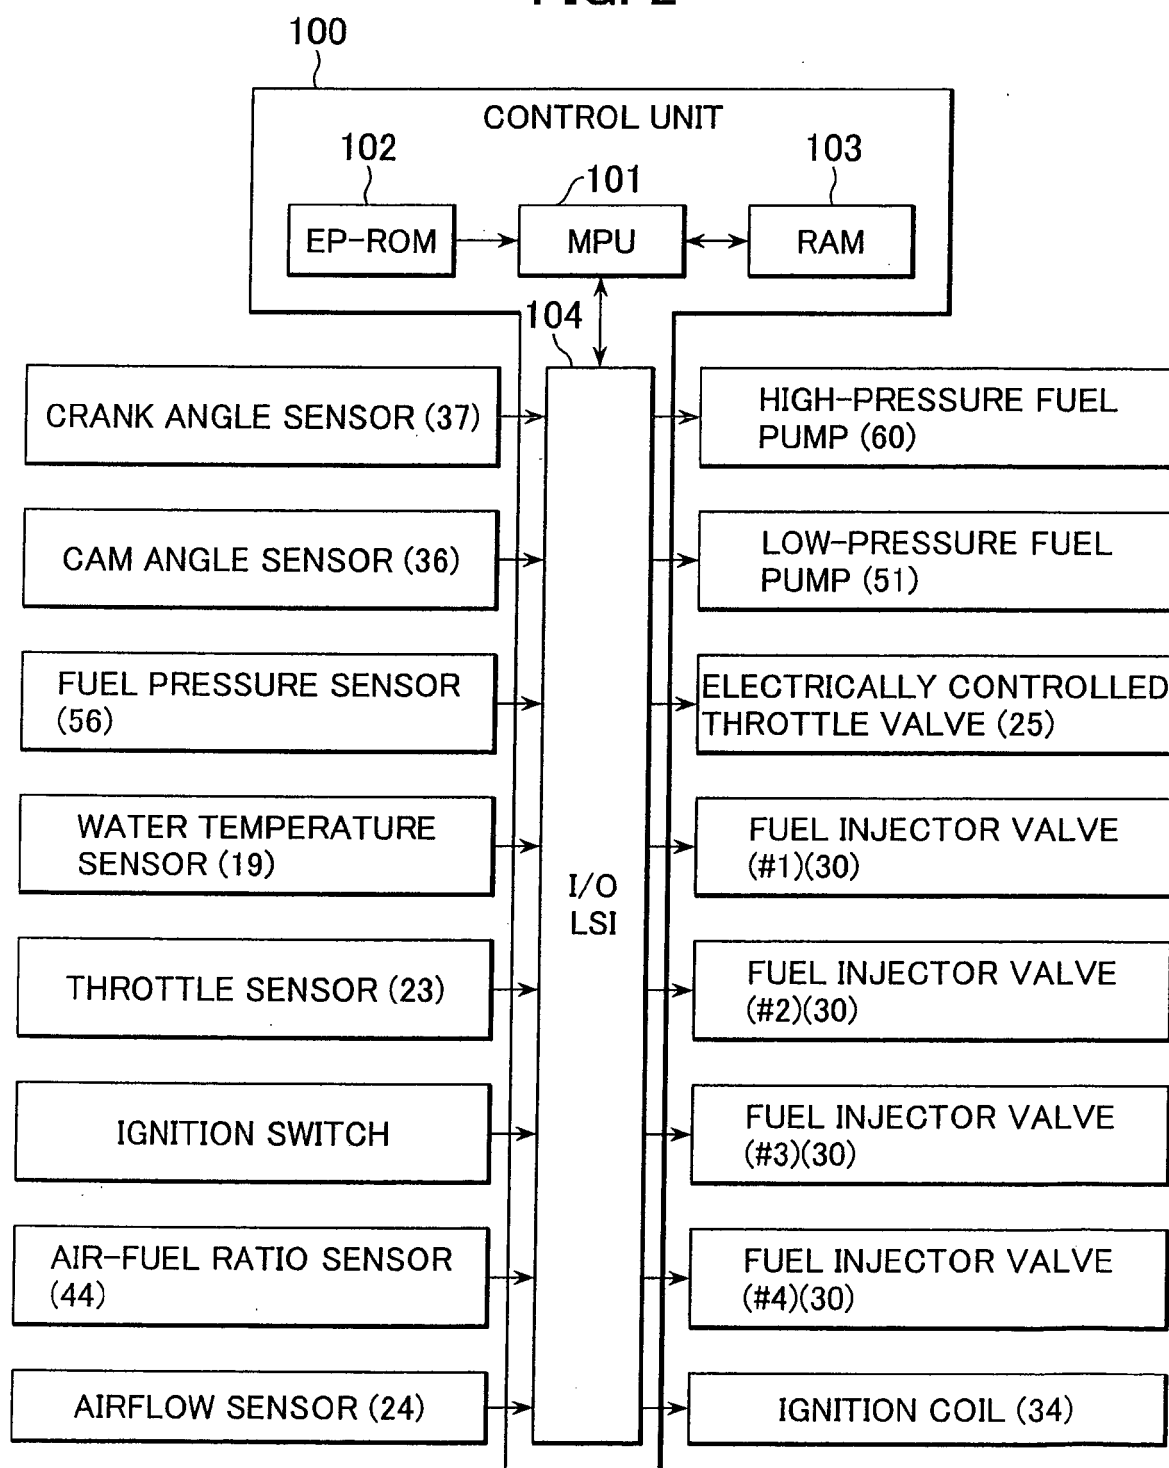 FIG. 2
100
CONTROL UNIT
102
101
103
EP-ROM
MPU
RAM
104
CRANK ANGLE SENSOR (37)
CAM ANGLE SENSOR (36)
FUEL PRESSURE SENSOR
(56)
WATER TEMPERATURE
SENSOR (19)
THROTTLE SENSOR (23)
IGNITION SWITCH
AIR-FUEL RATIO SENSOR
(44)
AIRFLOW SENSOR (24)
I/O
LSI
HIGH-PRESSURE FUEL
PUMP (60)
LOW-PRESSURE FUEL
PUMP (51)
ELECTRICALLY CONTROLLED
THROTTLE VALVE (25)
FUEL INJECTOR VALVE
(#1)(30)
FUEL INJECTOR VALVE
(#2)(30)
FUEL INJECTOR VALVE
(#3)(30)
FUEL INJECTOR VALVE
(#4)(30)
IGNITION COIL (34)